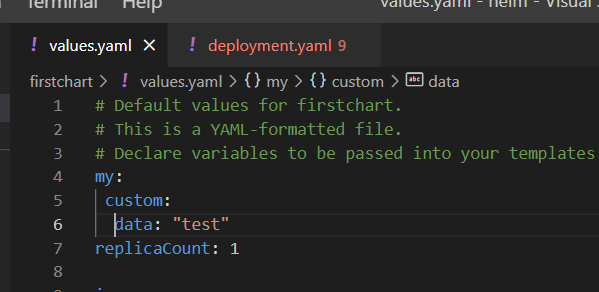 Terminal Help values.yaml - helm - Visual
! values.yaml × ! deployment.yaml 9
firstchart > ! values.yaml > {} my > {} custom > abc data
1 # Default values for firstchart.
2 # This is a YAML-formatted file.
3 # Declare variables to be passed into your templates
4 my:
5 custom:
6 data: "test"
7 replicaCount: 1
8